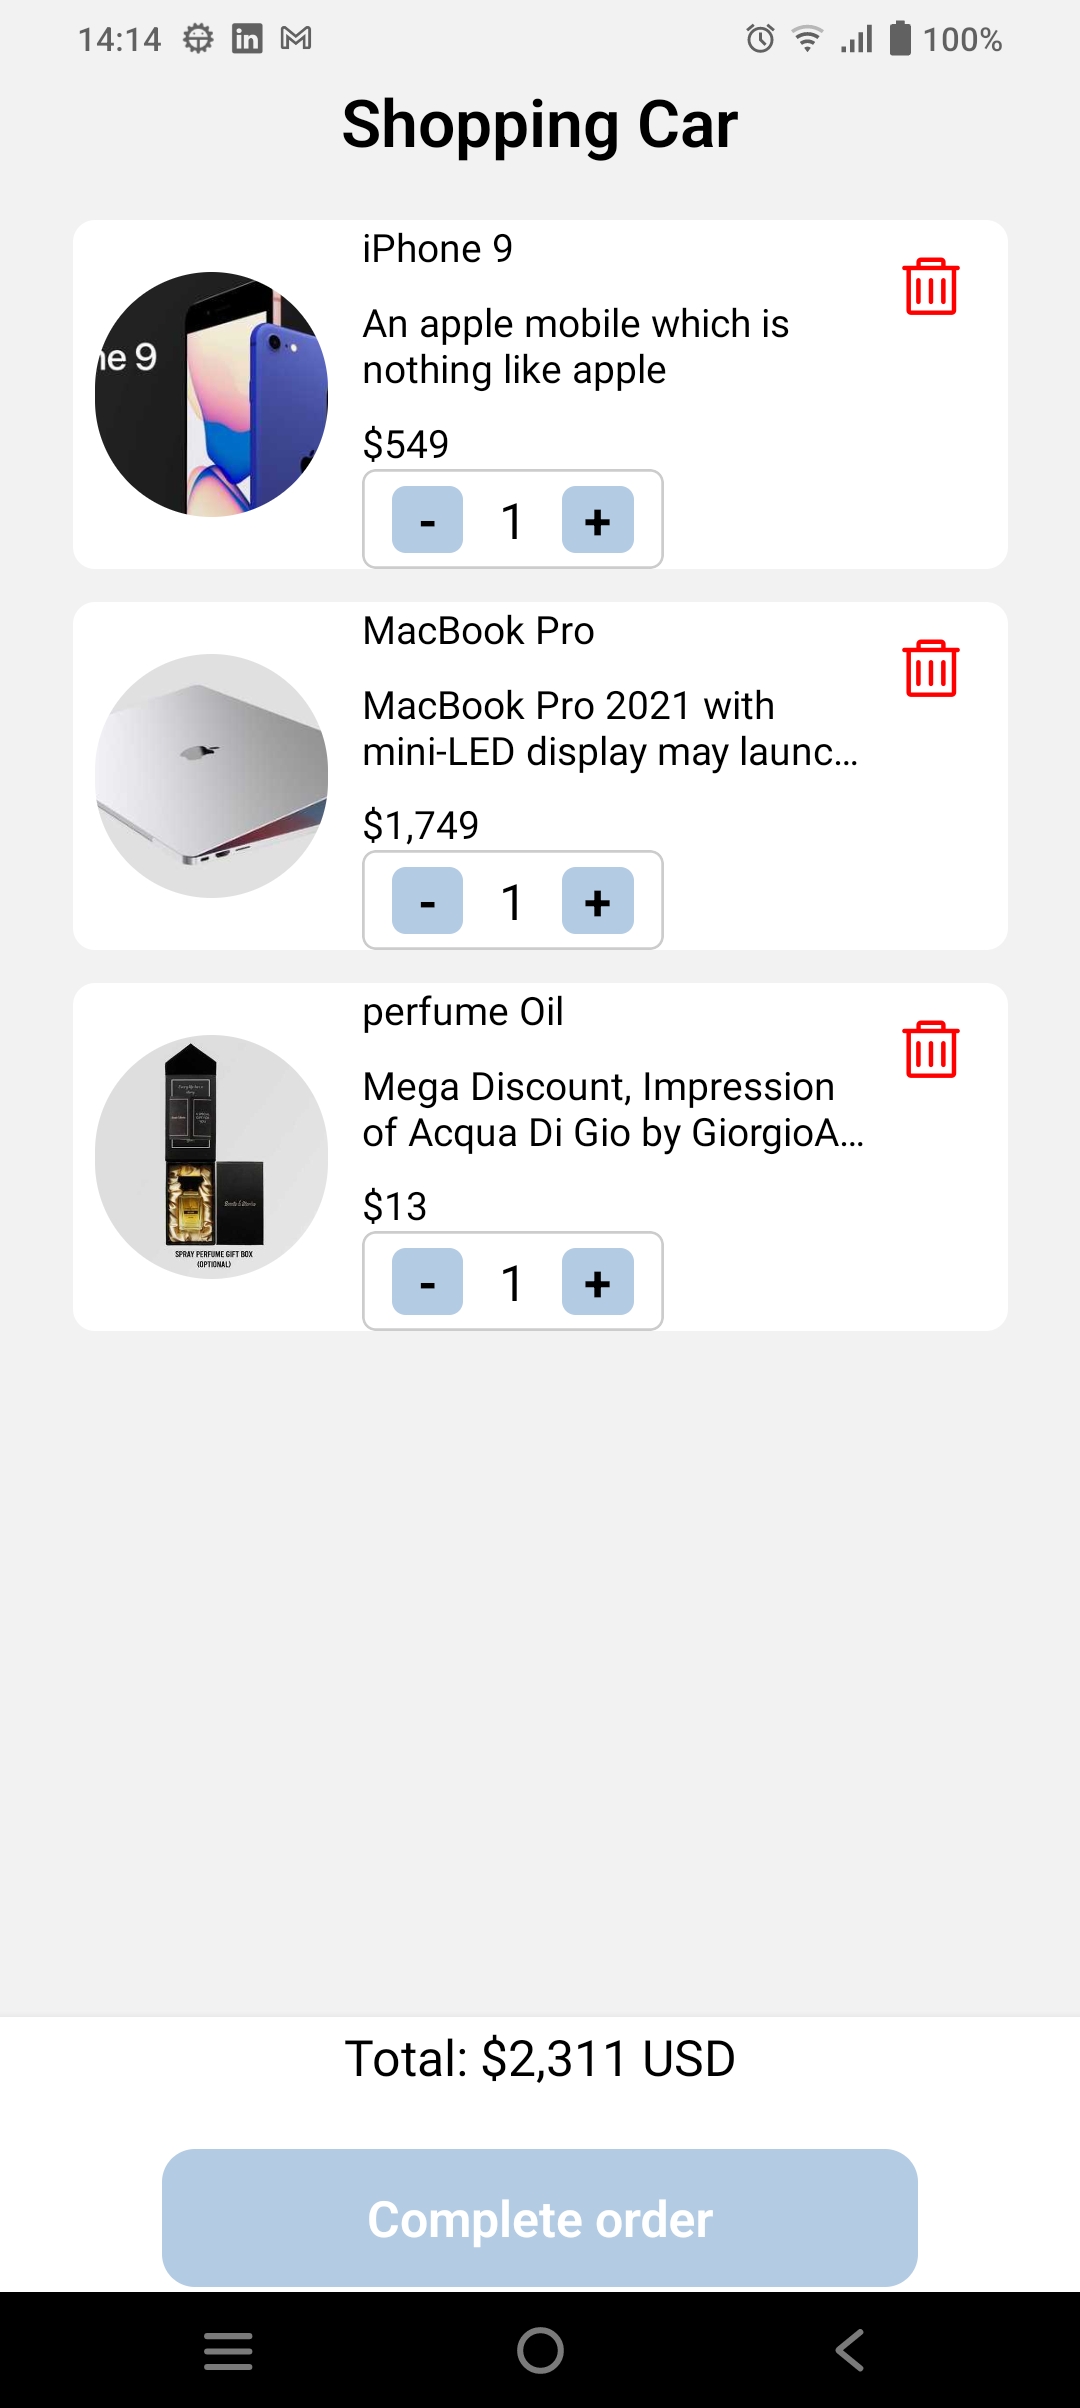 14:14 100%
Shopping Car
iPhone 9
ne 9
An apple mobile which is
nothing like apple
$549
- 1 +
MacBook Pro
MacBook Pro 2021 with
mini-LED display may launc...
$1,749
- 1 +
perfume Oil
Mega Discount, Impression
of Acqua Di Gio by GiorgioA...
SPRAY PERFUME GIFT BOX
(OPTIONAL)
$13
- 1 +
Total: $2,311 USD
Complete order